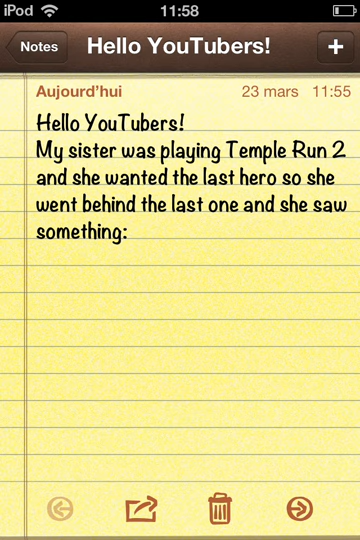 iPod 11:58
Notes Hello YouTubers! +
Aujourd'hui 23 mars 11:55
Hello YouTubers!
My sister was playing Temple Run 2
and she wanted the last hero so she
went behind the last one and she saw
something: